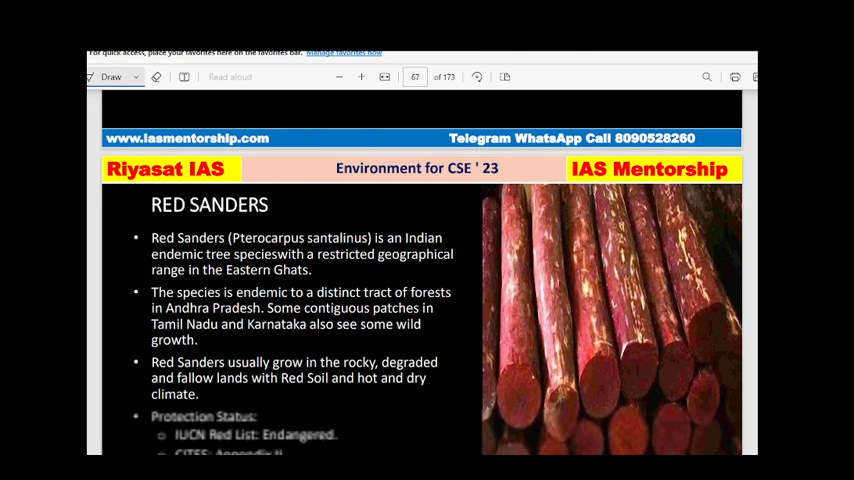 For quick access, place your favorites here on the favorites bar. Manage favorites now
Draw
Read aloud
67 of 173
www.iasmentorship.com Telegram WhatsApp Call 8090528260
Riyasat IAS Environment for CSE ' 23 IAS Mentorship
RED SANDERS
• Red Sanders (Pterocarpus santalinus) is an Indian
endemic tree specieswith a restricted geographical
range in the Eastern Ghats.
• The species is endemic to a distinct tract of forests
in Andhra Pradesh. Some contiguous patches in
Tamil Nadu and Karnataka also see some wild
growth.
• Red Sanders usually grow in the rocky, degraded
and fallow lands with Red Soil and hot and dry
climate.
• Protection Status:
o IUCN Red List: Endangered.
o CITES: Appendix II